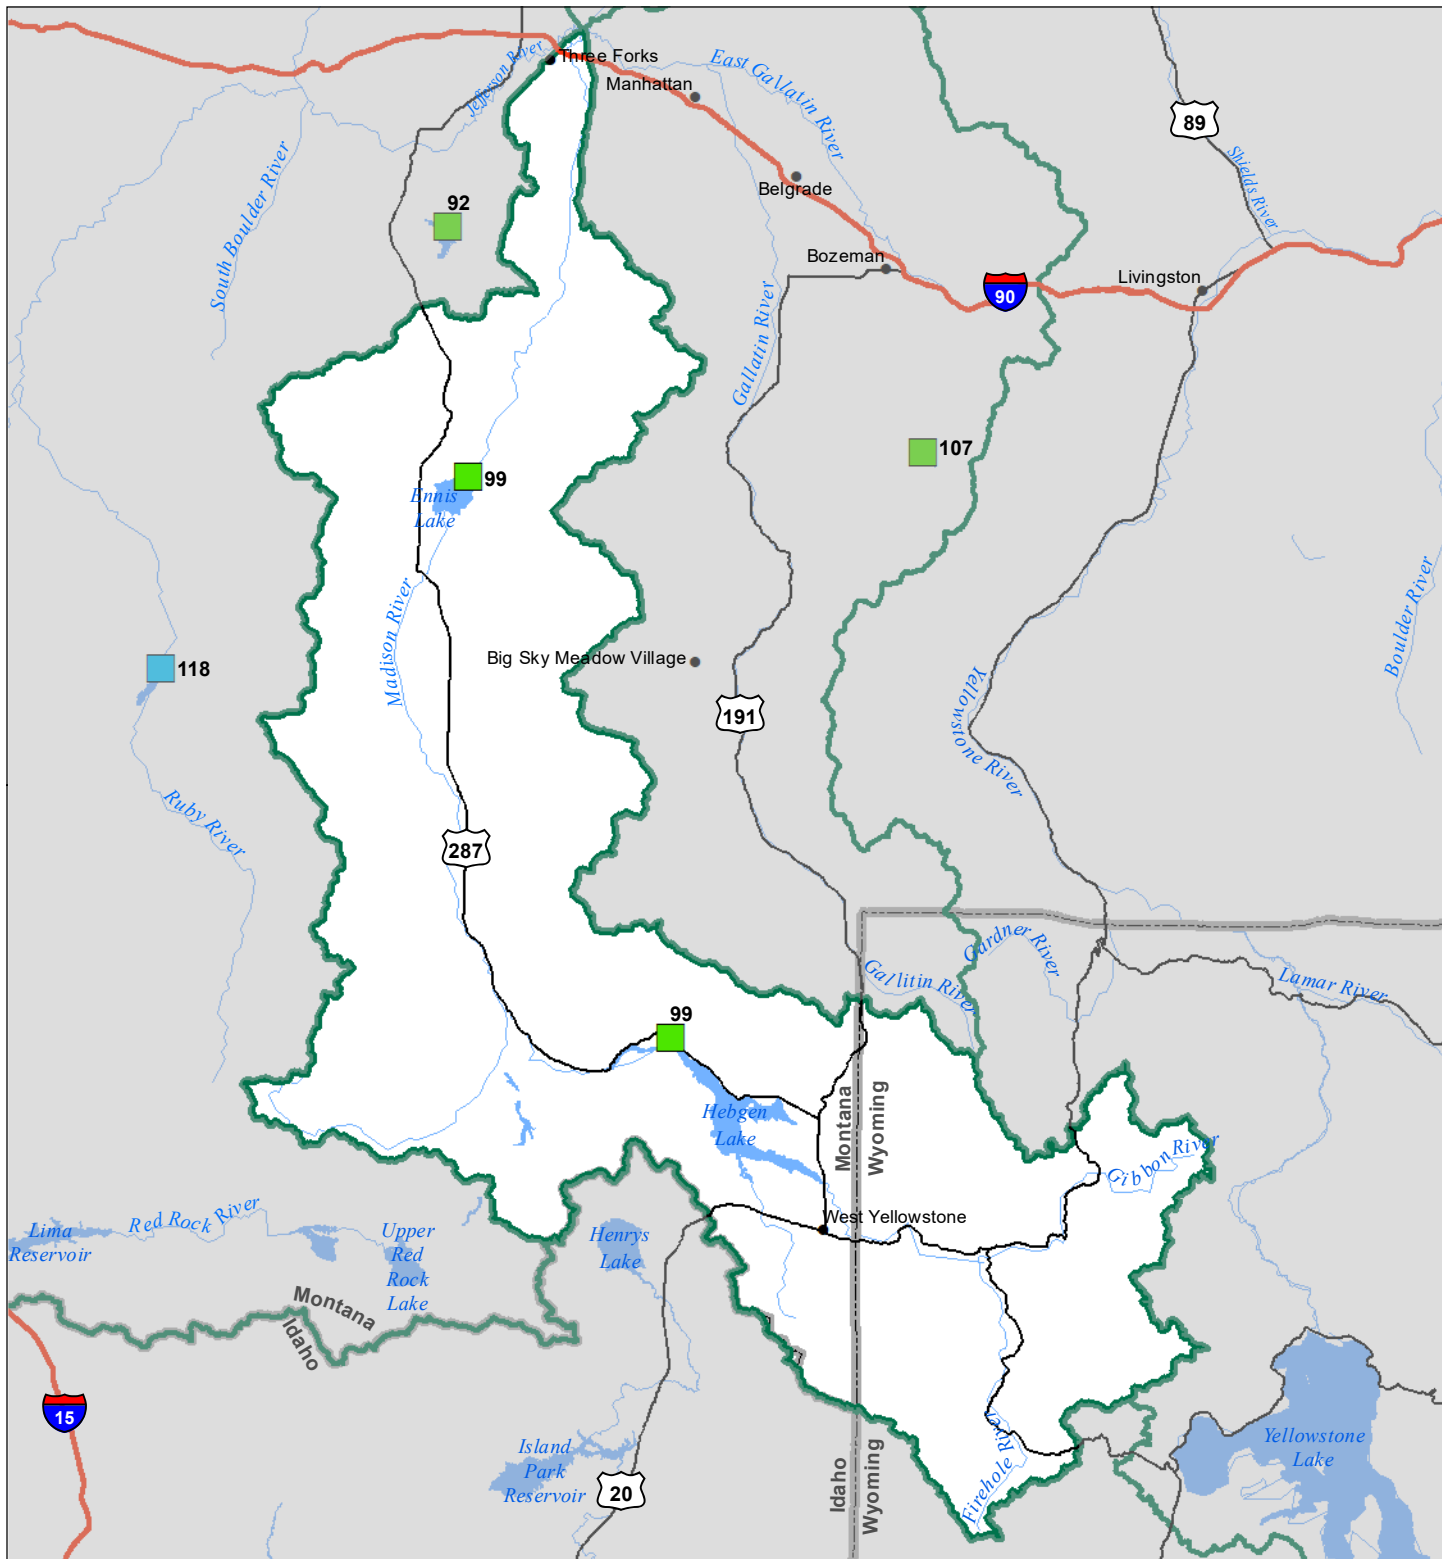 Three Forks
Jefferson River
Manhattan
East Gallatin River
89
Shields River
South Boulder River
Belgrade
92
Bozeman
Livingston
90
Gallatin River
107
99
Ennis
Lake
Madison River
Boulder River
Big Sky Meadow Village
118
191
Yellowstone River
Ruby River
287
Gardner River
Gallitin River
Lamar River
99
Hebgen
Lake
Montana
Wyoming
Gibbon River
West Yellowstone
Red Rock River
Lima
Reservoir
Upper
Red
Rock
Lake
Henrys
Lake
Montana
Idaho
15
Island
Park
Reservoir
20
Idaho
Wyoming
Firehole River
Yellowstone
Lake